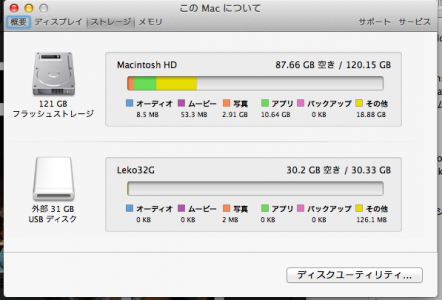 この Mac について
概要 ディスプレイ ストレージ メモリ サポート サービス
Macintosh HD 87.66 GB 空き / 120.15 GB
121 GB
フラッシュストレージ
オーディオ ムービー 写真 アプリ バックアップ その他
8.5 MB 53.3 MB 2.91 GB 10.64 GB 0 KB 18.88 GB
Leko32G 30.2 GB 空き / 30.33 GB
外部 31 GB
USB ディスク
オーディオ ムービー 写真 アプリ バックアップ その他
0 KB 0 KB 2 MB 0 KB 0 KB 126.1 MB
ディスクユーティリティ...